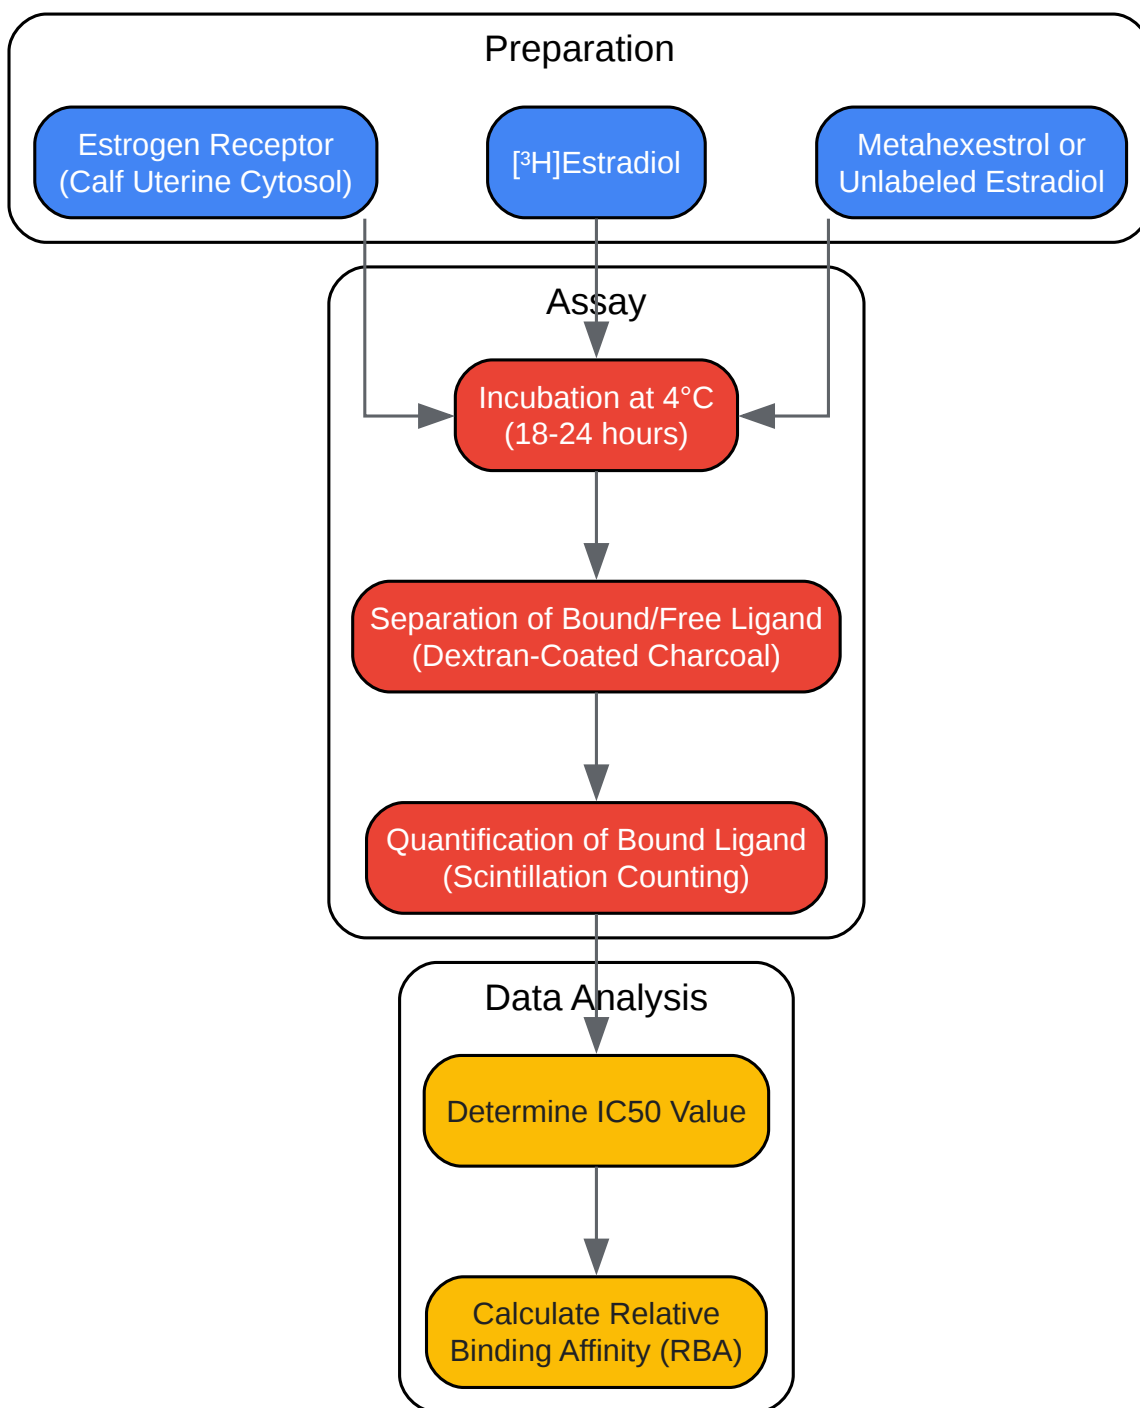 Preparation
Estrogen Receptor
(Calf Uterine Cytosol)
[³H]Estradiol
Metahexestrol or
Unlabeled Estradiol
Assay
Incubation at 4°C
(18-24 hours)
Separation of Bound/Free Ligand
(Dextran-Coated Charcoal)
Quantification of Bound Ligand
(Scintillation Counting)
Data Analysis
Determine IC50 Value
Calculate Relative
Binding Affinity (RBA)